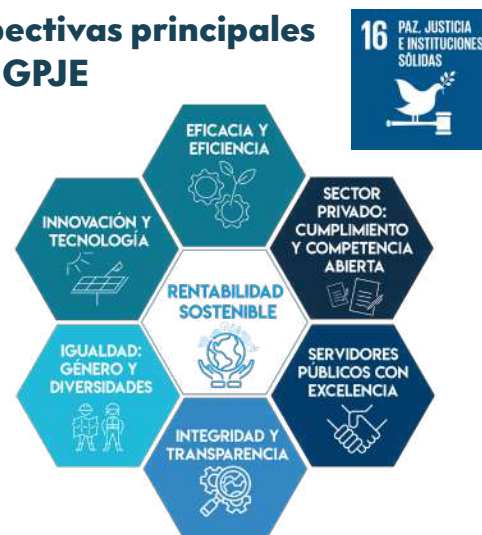 pectivas principales
GPJE
16 PAZ, JUSTICIA
E INSTITUCIONES
SÓLIDAS
EFICACIA Y
EFICIENCIA
SECTOR
PRIVADO:
CUMPLIMIENTO
Y COMPETENCIA
ABIERTA
INNOVACIÓN Y
TECNOLOGÍA
RENTABILIDAD
SOSTENIBLE
IGUALDAD:
GÉNERO Y
DIVERSIDADES
SERVIDORES
PÚBLICOS CON
EXCELENCIA
INTEGRIDAD Y
TRANSPARENCIA